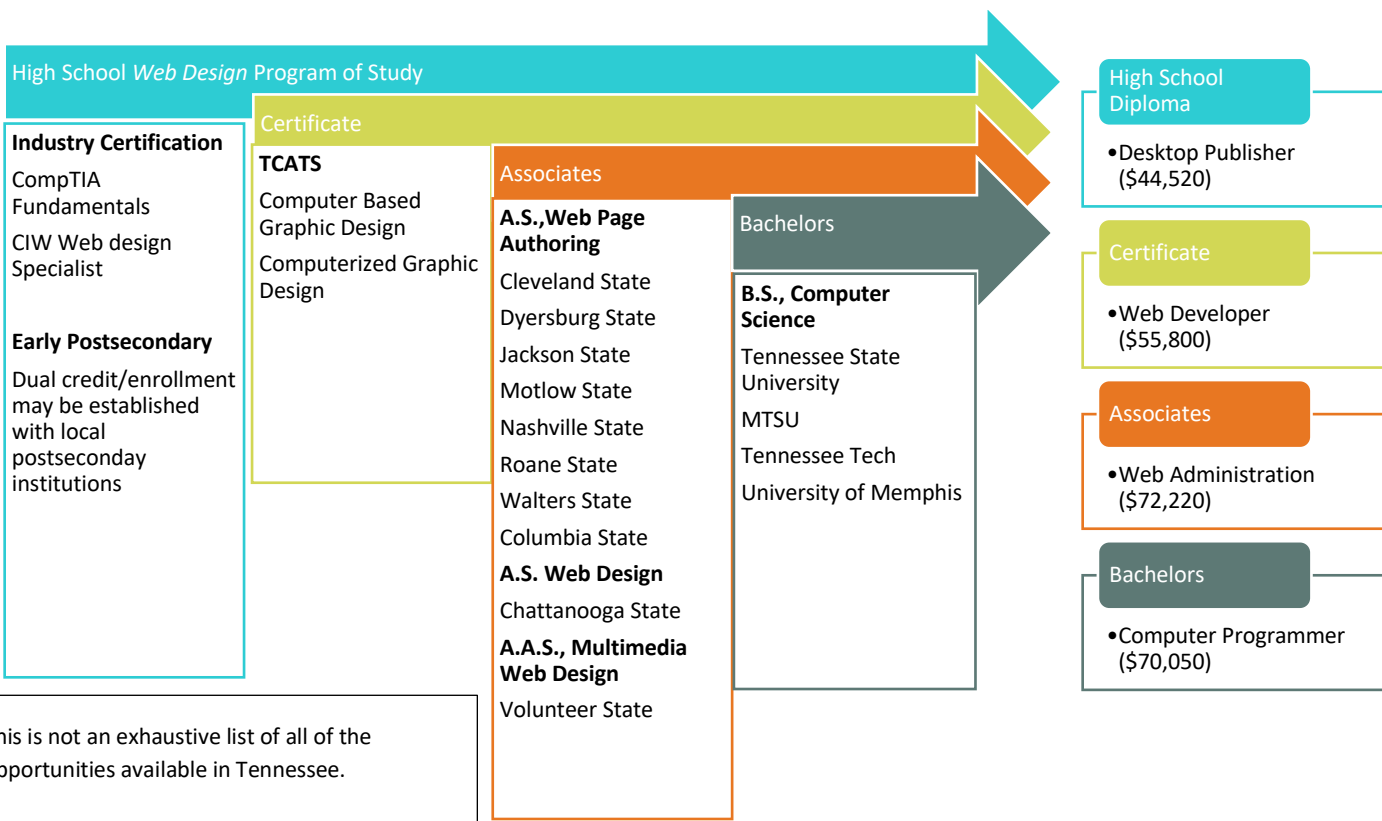 High School Web Design Program of Study
Industry Certification
CompTIA
Fundamentals
CIW Web design
Specialist
Early Postsecondary
Dual credit/enrollment
may be established
with local
postseconday
institutions
Certificate
TCATS
Computer Based
Graphic Design
Computerized Graphic
Design
Associates
A.S.,Web Page
Authoring
Cleveland State
Dyersburg State
Jackson State
Motlow State
Nashville State
Roane State
Walters State
Columbia State
A.S. Web Design
Chattanooga State
A.A.S., Multimedia
Web Design
Volunteer State
Bachelors
B.S., Computer
Science
Tennessee State
University
MTSU
Tennessee Tech
University of Memphis
High School
Diploma
•Desktop Publisher
($44,520)
Certificate
•Web Developer
($55,800)
Associates
•Web Administration
($72,220)
Bachelors
•Computer Programmer
($70,050)
his is not an exhaustive list of all of the
pportunities available in Tennessee.